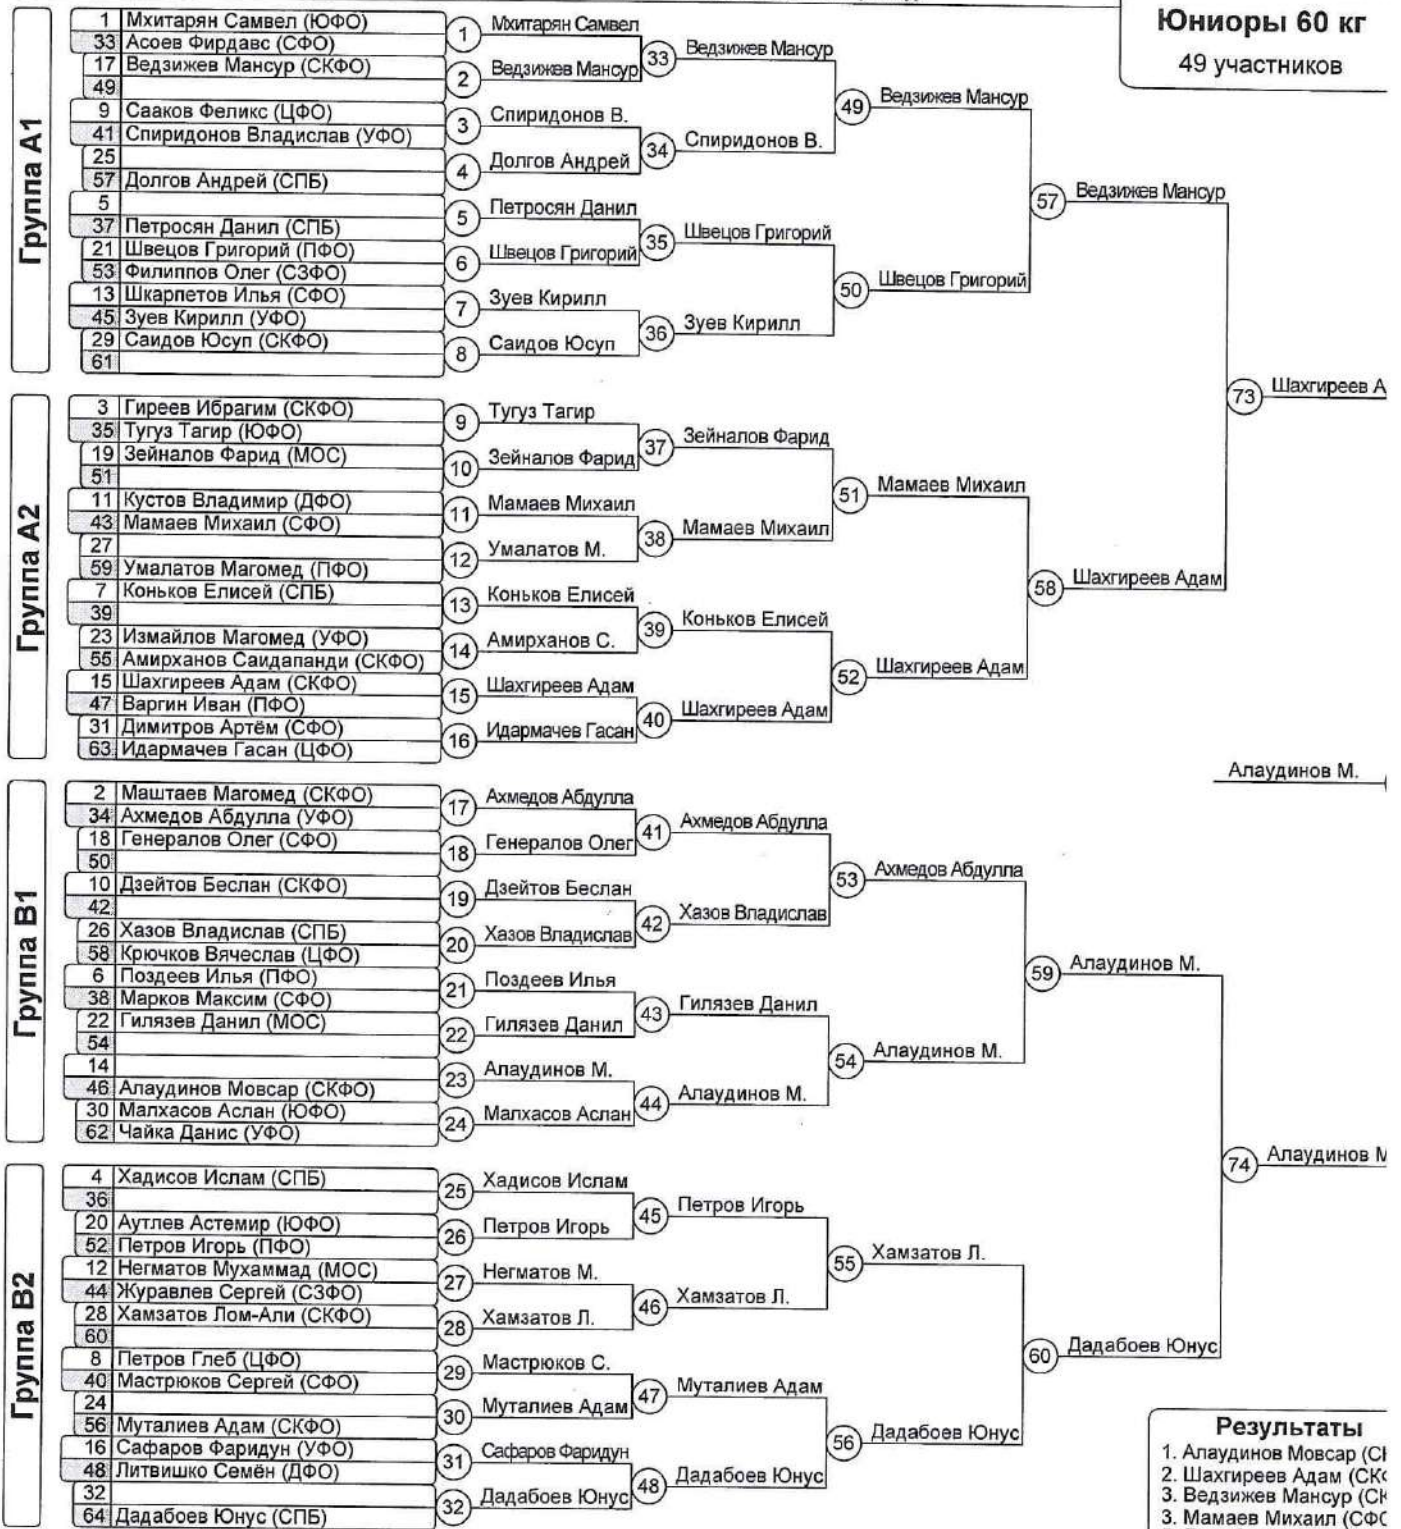 Юниоры 60 кг
49 участников
Группа A1
1 Мхитарян Самвел (ЮФО)
33 Асоев Фирдавс (СФО)
17 Ведзижев Мансур (СКФО)
49
9 Сааков Феликс (ЦФО)
41 Спиридонов Владислав (УФО)
25
57 Долгов Андрей (СПБ)
5
37 Петросян Данил (СПБ)
21 Швецов Григорий (ПФО)
53 Филиппов Олег (СЗФО)
13 Шкарпетов Илья (СФО)
45 Зуев Кирилл (УФО)
29 Саидов Юсуп (СКФО)
61
1 Мхитарян Самвел
2 Ведзижев Мансур
3 Спиридонов В.
4 Долгов Андрей
5 Петросян Данил
6 Швецов Григорий
7 Зуев Кирилл
8 Саидов Юсуп
33 Ведзижев Мансур
34 Спиридонов В.
35 Швецов Григорий
36 Зуев Кирилл
49 Ведзижев Мансур
50 Швецов Григорий
57 Ведзижев Мансур
Группа A2
3 Гиреев Ибрагим (СКФО)
35 Тугуз Тагир (ЮФО)
19 Зейналов Фарид (МОС)
51
11 Кустов Владимир (ДФО)
43 Мамаев Михаил (СФО)
27
59 Умалатов Магомед (ПФО)
7 Коньков Елисей (СПБ)
39
23 Измайлов Магомед (УФО)
55 Амирханов Саидапанди (СКФО)
15 Шахгиреев Адам (СКФО)
47 Варгин Иван (ПФО)
31 Димитров Артём (СФО)
63 Идармачев Гасан (ЦФО)
9 Тугуз Тагир
10 Зейналов Фарид
11 Мамаев Михаил
12 Умалатов М.
13 Коньков Елисей
14 Амирханов С.
15 Шахгиреев Адам
16 Идармачев Гасан
37 Зейналов Фарид
38 Мамаев Михаил
39 Коньков Елисей
40 Шахгиреев Адам
51 Мамаев Михаил
52 Шахгиреев Адам
58 Шахгиреев Адам
73 Шахгиреев А
Алаудинов М.
Группа B1
2 Маштаев Магомед (СКФО)
34 Ахмедов Абдулла (УФО)
18 Генералов Олег (СФО)
50
10 Дзейтов Беслан (СКФО)
42
26 Хазов Владислав (СПБ)
58 Крючков Вячеслав (ЦФО)
6 Поздеев Илья (ПФО)
38 Марков Максим (СФО)
22 Гилязев Данил (МОС)
54
14
46 Алаудинов Мовсар (СКФО)
30 Малхасов Аслан (ЮФО)
62 Чайка Данис (УФО)
17 Ахмедов Абдулла
18 Генералов Олег
19 Дзейтов Беслан
20 Хазов Владислав
21 Поздеев Илья
22 Гилязев Данил
23 Алаудинов М.
24 Малхасов Аслан
41 Ахмедов Абдулла
42 Хазов Владислав
43 Гилязев Данил
44 Алаудинов М.
53 Ахмедов Абдулла
54 Алаудинов М.
59 Алаудинов М.
Группа B2
4 Хадисов Ислам (СПБ)
36
20 Аутлев Астемир (ЮФО)
52 Петров Игорь (ПФО)
12 Негматов Мухаммад (МОС)
44 Журавлев Сергей (СЗФО)
28 Хамзатов Лом-Али (СКФО)
60
8 Петров Глеб (ЦФО)
40 Мастрюков Сергей (СФО)
24
56 Муталиев Адам (СКФО)
16 Сафаров Фаридун (УФО)
48 Литвишко Семён (ДФО)
32
64 Дадабоев Юнус (СПБ)
25 Хадисов Ислам
26 Петров Игорь
27 Негматов М.
28 Хамзатов Л.
29 Мастрюков С.
30 Муталиев Адам
31 Сафаров Фаридун
32 Дадабоев Юнус
45 Петров Игорь
46 Хамзатов Л.
47 Муталиев Адам
48 Дадабоев Юнус
55 Хамзатов Л.
56 Дадабоев Юнус
60 Дадабоев Юнус
74 Алаудинов М
Результаты
1. Алаудинов Мовсар (С
2. Шахгиреев Адам (СК
3. Ведзижев Мансур (С
3. Мамаев Михаил (СФ